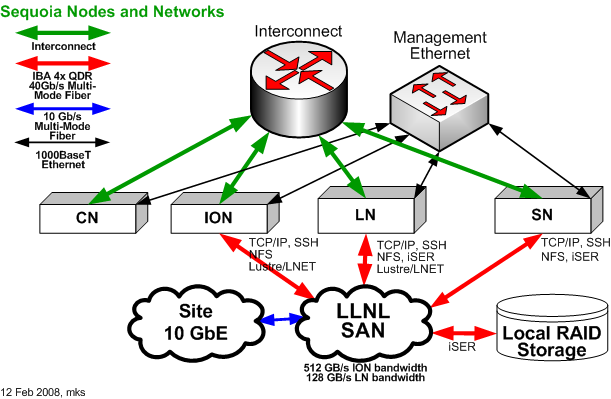 Sequoia Nodes and Networks
Interconnect
IBA 4x QDR
40Gb/s Multi-
Mode Fiber
10 Gb/s
Multi-Mode
Fiber
1000BaseT
Ethernet
Interconnect
Management
Ethernet
CN
ION
LN
SN
TCP/IP, SSH
NFS
Lustre/LNET
TCP/IP, SSH
NFS, iSER
Lustre/LNET
TCP/IP, SSH
NFS, iSER
Site
10 GbE
LLNL
SAN
512 GB/s ION bandwidth
128 GB/s LN bandwidth
iSER
Local RAID
Storage
12 Feb 2008, mks